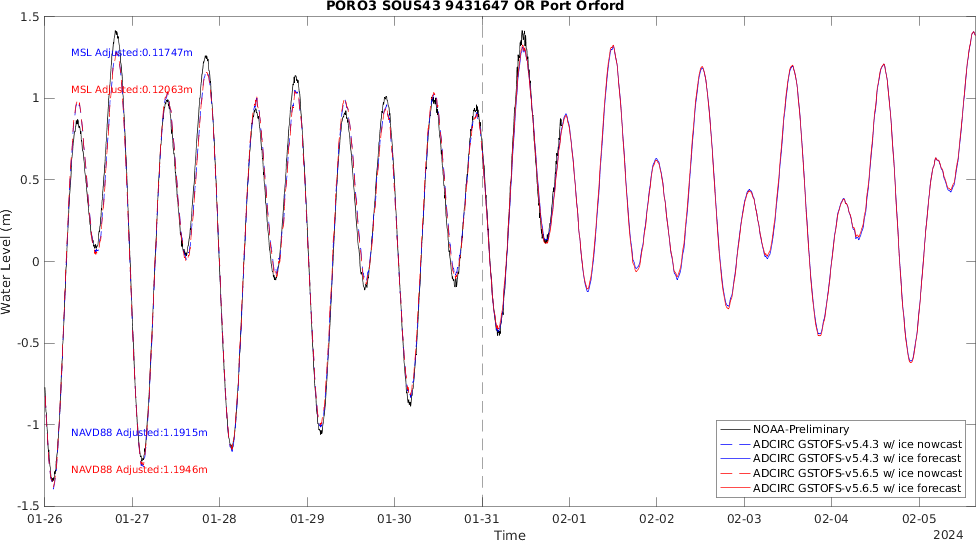 PORO3 SOUS43 9431647 OR Port Orford
1.5
1
0.5
0
-0.5
-1
-1.5
Water Level (m)
MSL Adjusted:0.11747m
MSL Adjusted:0.12063m
NAVD88 Adjusted:1.1915m
NAVD88 Adjusted:1.1946m
NOAA-Preliminary
ADCIRC GSTOFS-v5.4.3 w/ ice nowcast
ADCIRC GSTOFS-v5.4.3 w/ ice forecast
ADCIRC GSTOFS-v5.6.5 w/ ice nowcast
ADCIRC GSTOFS-v5.6.5 w/ ice forecast
01-26 01-27 01-28 01-29 01-30 01-31 02-01 02-02 02-03 02-04 02-05
Time
2024